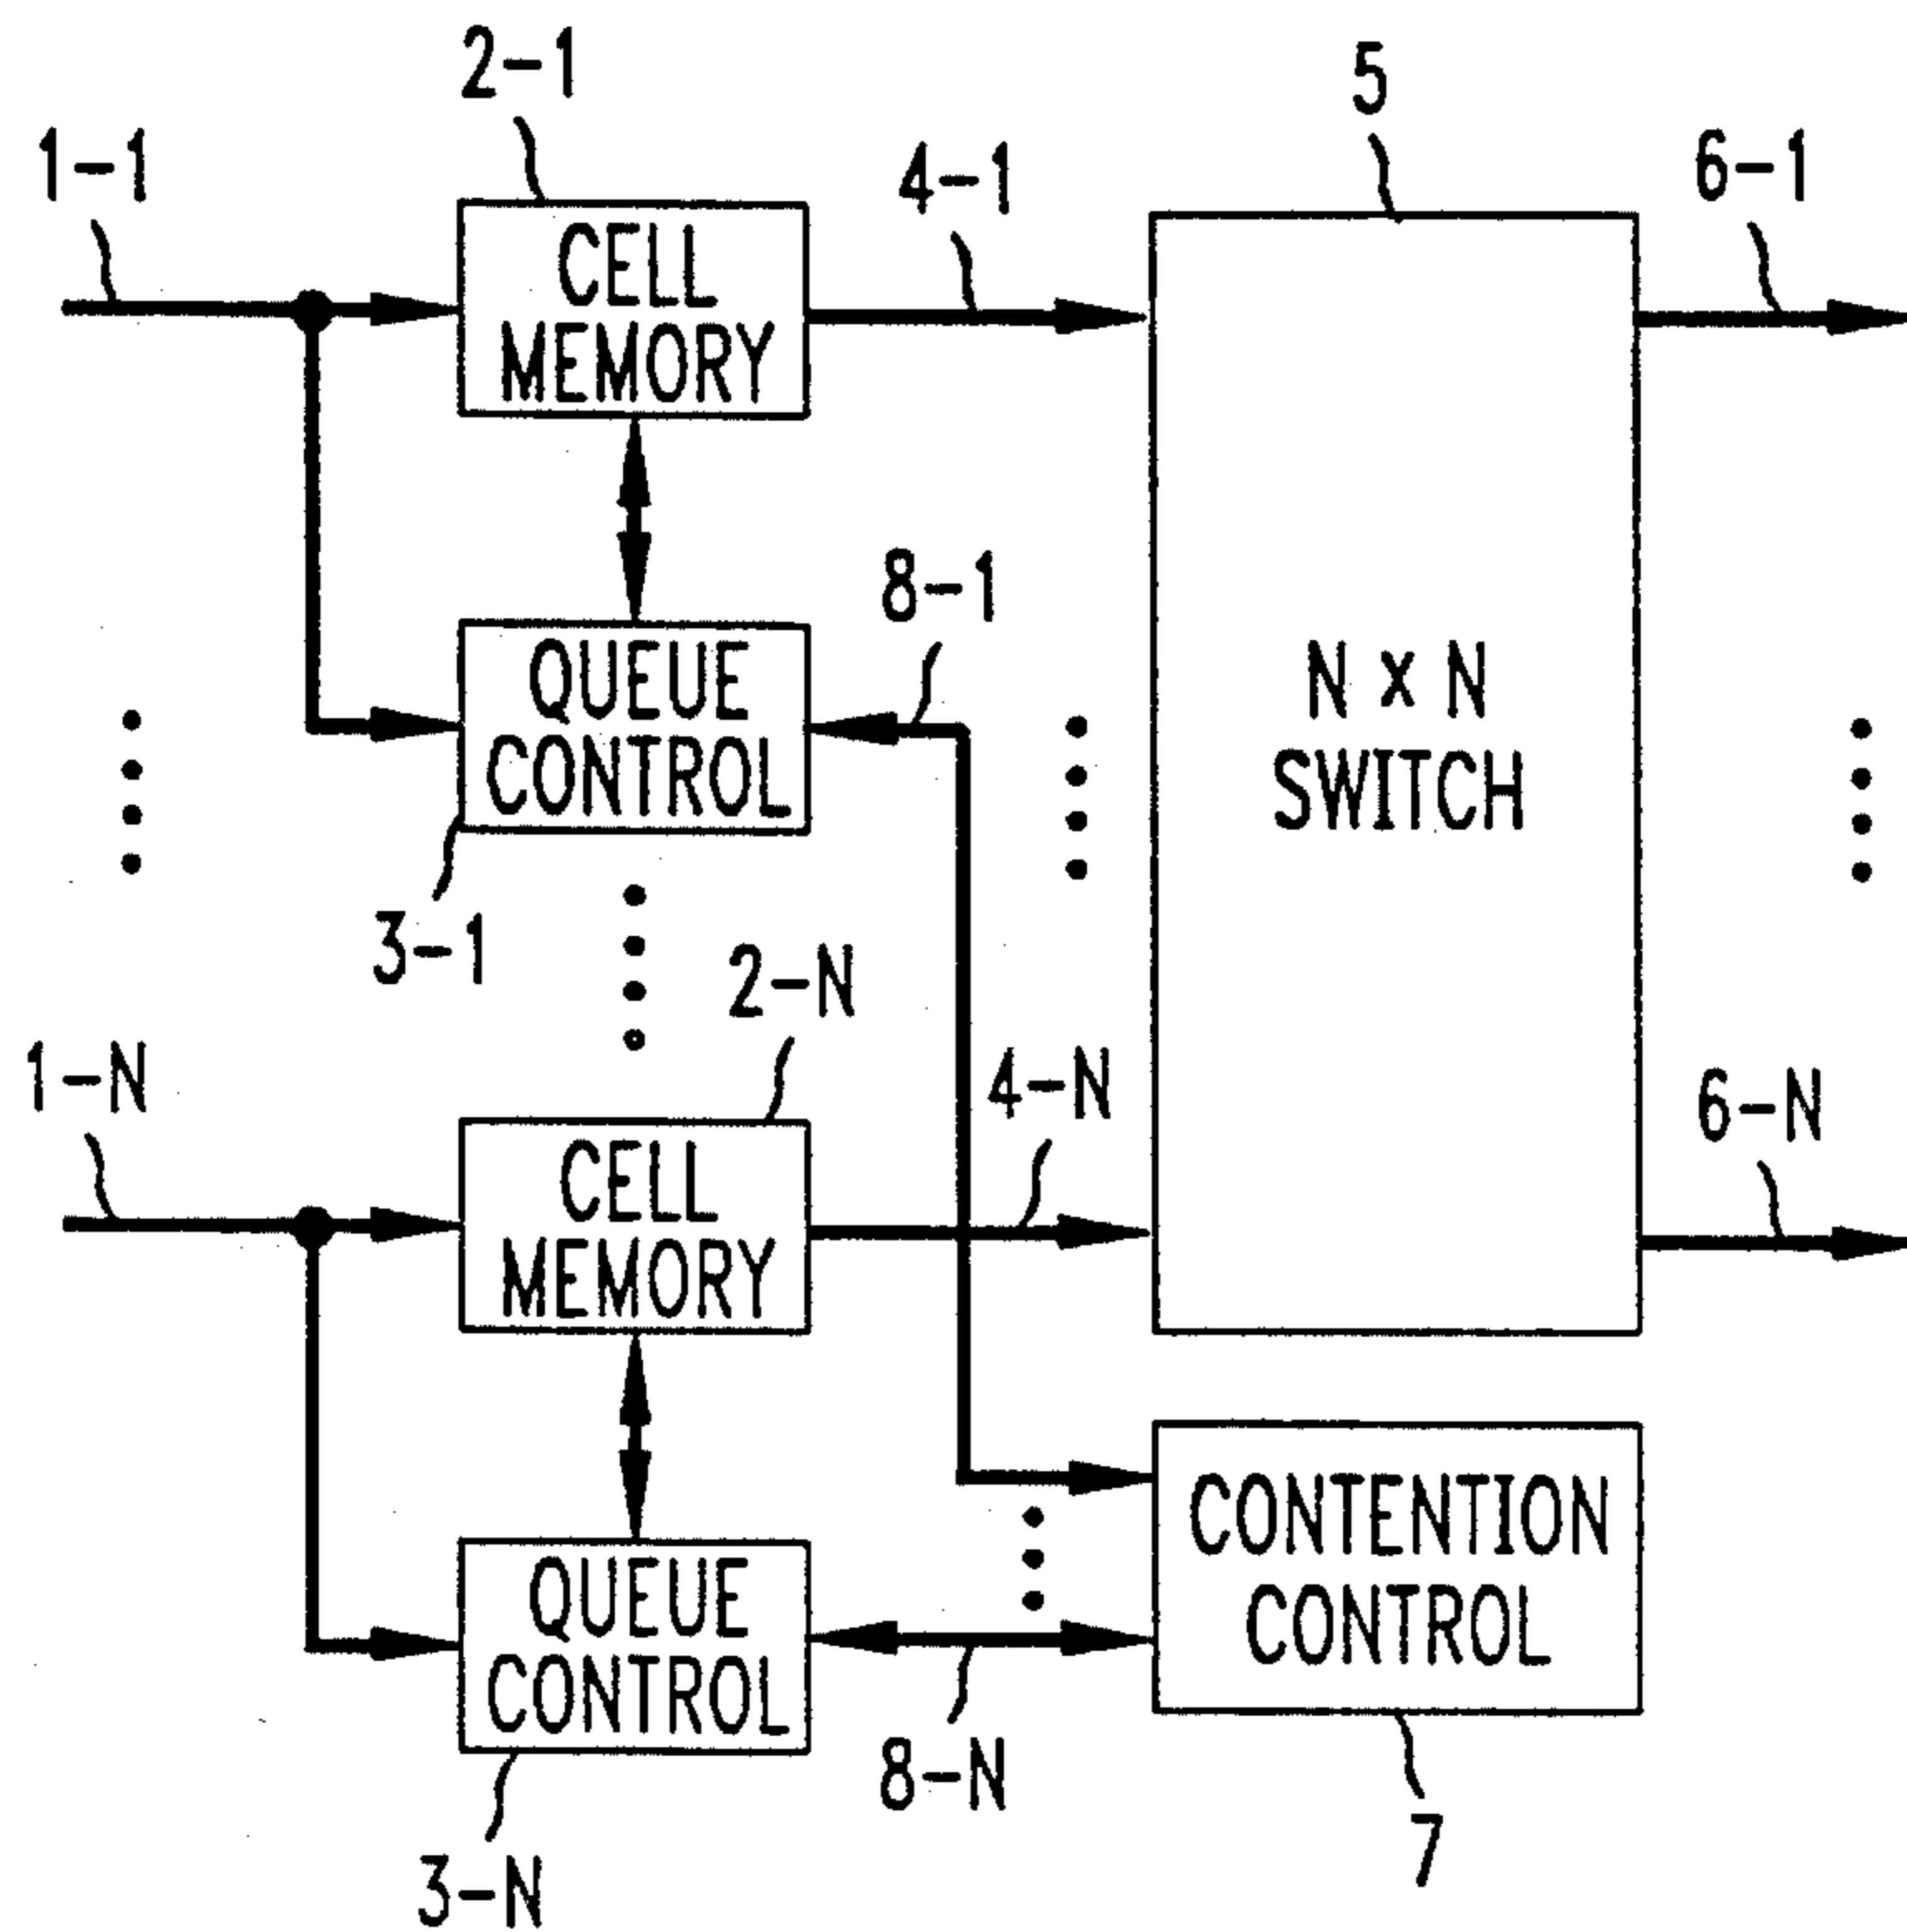 2-1
5
1-1
4-1
6-1
CELL
MEMORY
8-1
QUEUE
CONTROL
N x N
SWITCH
3-1
2-N
1-N
4-N
6-N
CELL
MEMORY
CONTENTION
CONTROL
QUEUE
CONTROL
8-N
7
3-N